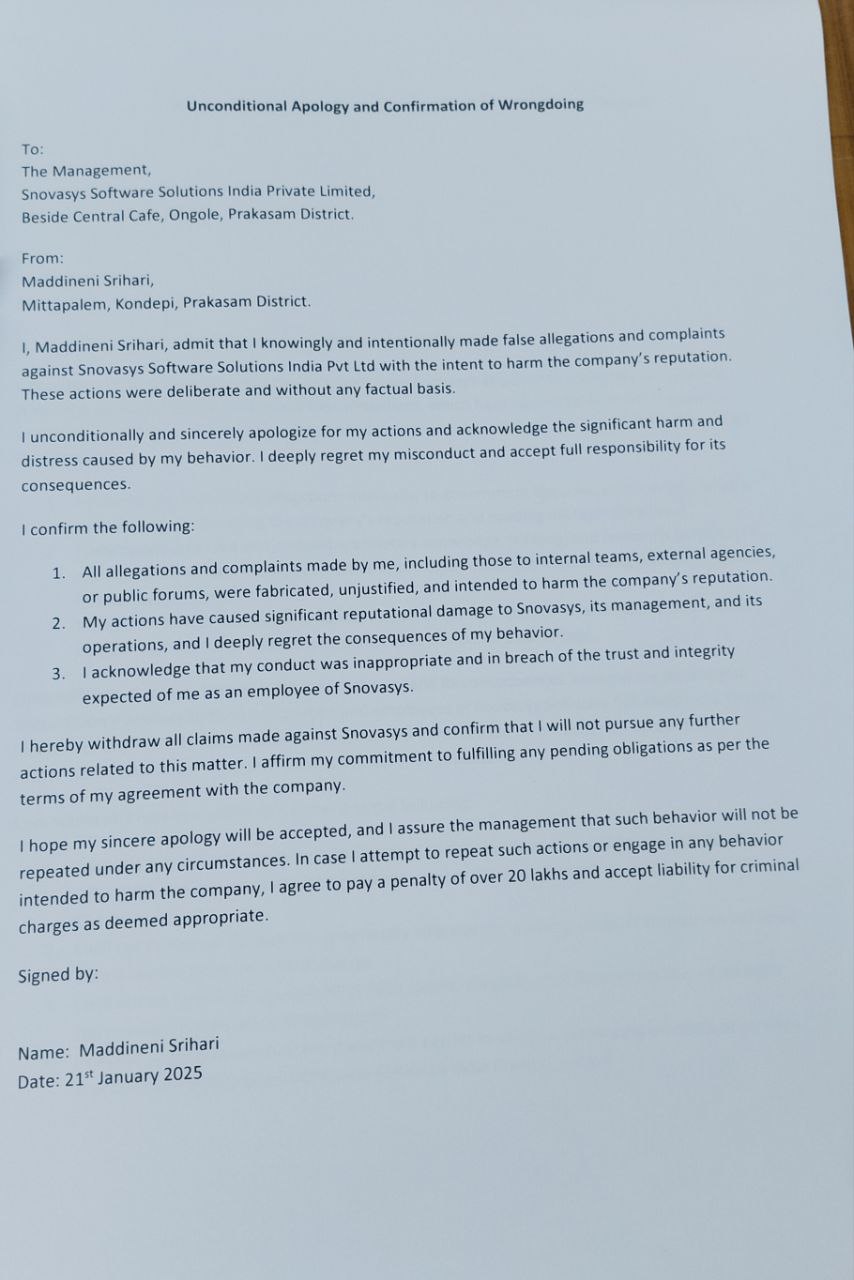 Unconditional Apology and Confirmation of Wrongdoing
To:
The Management,
Snovasys Software Solutions India Private Limited,
Beside Central Cafe, Ongole, Prakasam District.
From:
Maddineni Srihari,
Mittapalem, Kondepi, Prakasam District.
I, Maddineni Srihari, admit that I knowingly and intentionally made false allegations and complaints
against Snovasys Software Solutions India Pvt Ltd with the intent to harm the company's reputation.
These actions were deliberate and without any factual basis.
I unconditionally and sincerely apologize for my actions and acknowledge the significant harm and
distress caused by my behavior. I deeply regret my misconduct and accept full responsibility for its
consequences.
I confirm the following:
1. All allegations and complaints made by me, including those to internal teams, external agencies,
or public forums, were fabricated, unjustified, and intended to harm the company's reputation.
2. My actions have caused significant reputational damage to Snovasys, its management, and its
operations, and I deeply regret the consequences of my behavior.
3. I acknowledge that my conduct was inappropriate and in breach of the trust and integrity
expected of me as an employee of Snovasys.
I hereby withdraw all claims made against Snovasys and confirm that I will not pursue any further
actions related to this matter. I affirm my commitment to fulfilling any pending obligations as per the
terms of my agreement with the company.
I hope my sincere apology will be accepted, and I assure the management that such behavior will not be
repeated under any circumstances. In case I attempt to repeat such actions or engage in any behavior
intended to harm the company, I agree to pay a penalty of over 20 lakhs and accept liability for criminal
charges as deemed appropriate.
Signed by:
Name: Maddineni Srihari
Date: 21st January 2025